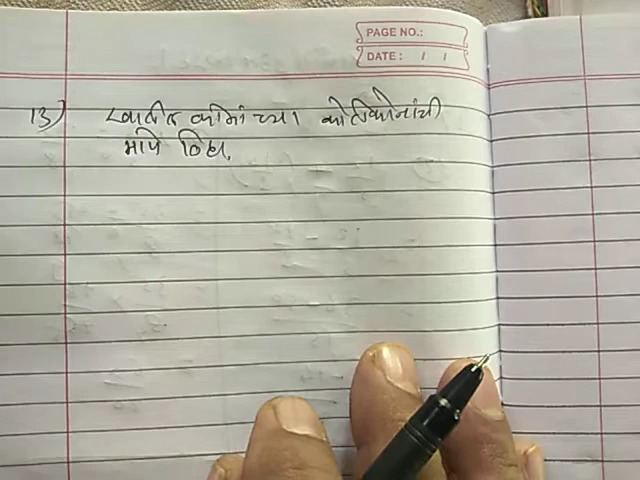 PAGE NO.:
DATE: / /
13) खालील कोनांच्या कोटीकोनांची
मापे लिहा.